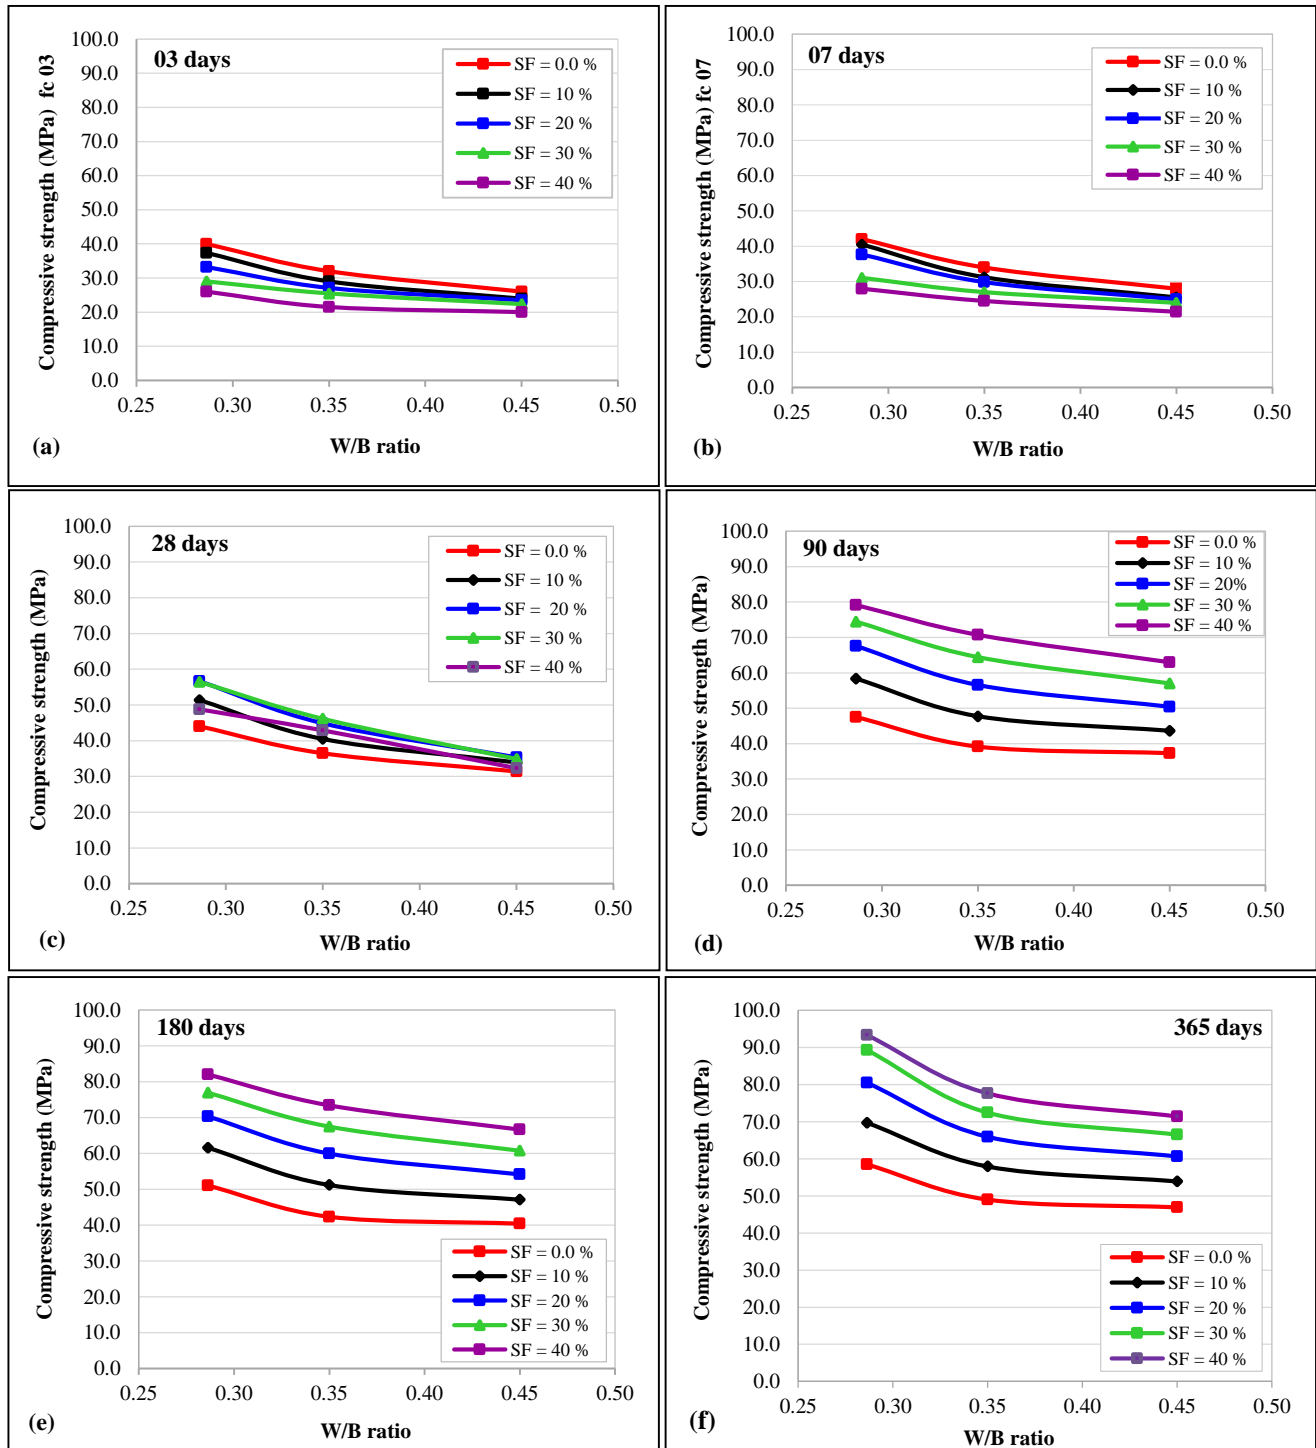 03 days
Compressive strength (MPa) fc 03
100.0
90.0
80.0
70.0
60.0
50.0
40.0
30.0
20.0
10.0
0.0
SF = 0.0 %
SF = 10 %
SF = 20 %
SF = 30 %
SF = 40 %
0.25 0.30 0.35 0.40 0.45 0.50
W/B ratio
(a)
07 days
Compressive strength (MPa) fc 07
100.0
90.0
80.0
70.0
60.0
50.0
40.0
30.0
20.0
10.0
0.0
SF = 0.0 %
SF = 10 %
SF = 20 %
SF = 30 %
SF = 40 %
0.25 0.30 0.35 0.40 0.45 0.50
W/B ratio
(b)
28 days
Compressive strength (MPa)
100.0
90.0
80.0
70.0
60.0
50.0
40.0
30.0
20.0
10.0
0.0
SF = 0.0 %
SF = 10 %
SF = 20 %
SF = 30 %
SF = 40 %
0.25 0.30 0.35 0.40 0.45 0.50
W/B ratio
(c)
90 days
Compressive strength (MPa)
100.0
90.0
80.0
70.0
60.0
50.0
40.0
30.0
20.0
10.0
0.0
SF = 0.0 %
SF = 10 %
SF = 20%
SF = 30 %
SF = 40 %
0.25 0.30 0.35 0.40 0.45 0.50
W/B ratio
(d)
180 days
Compressive strength (MPa)
100.0
90.0
80.0
70.0
60.0
50.0
40.0
30.0
20.0
10.0
0.0
SF = 0.0 %
SF = 10 %
SF = 20 %
SF = 30 %
SF = 40 %
0.25 0.30 0.35 0.40 0.45 0.50
W/B ratio
(e)
365 days
Compressive strength (MPa)
100.0
90.0
80.0
70.0
60.0
50.0
40.0
30.0
20.0
10.0
0.0
SF = 0.0 %
SF = 10 %
SF = 20 %
SF = 30 %
SF = 40 %
0.25 0.30 0.35 0.40 0.45 0.50
W/B ratio
(f)